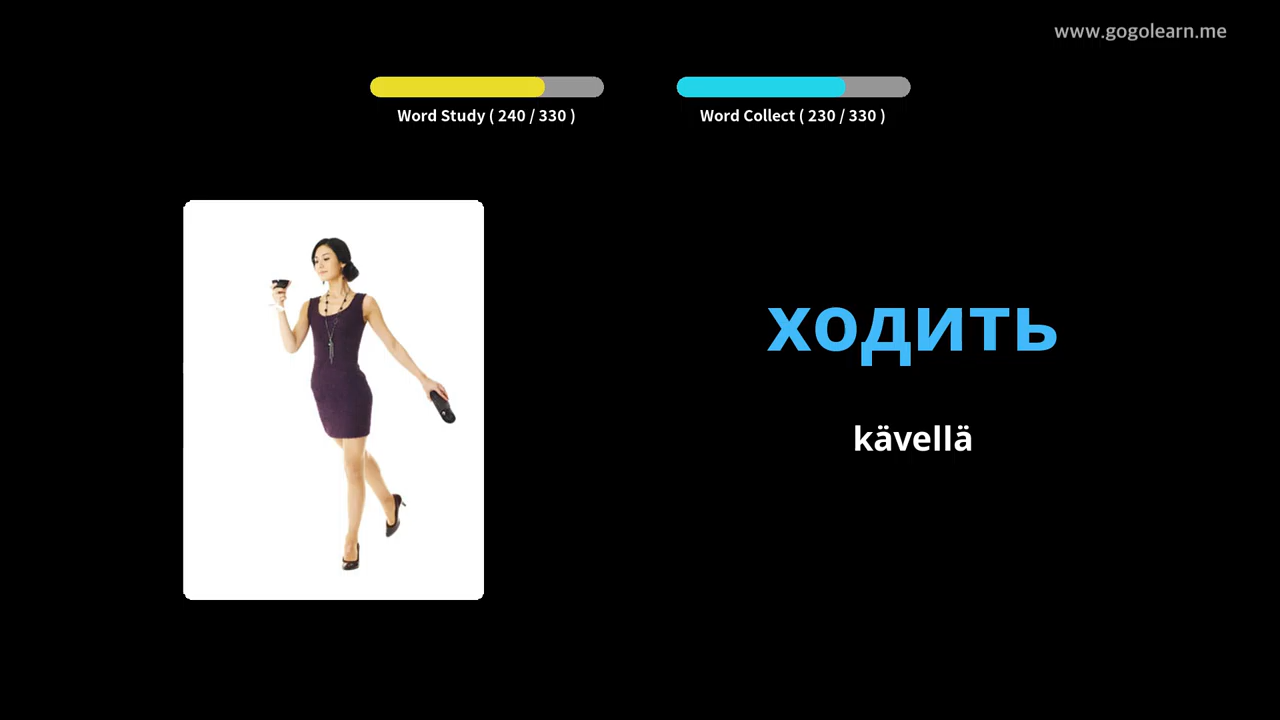 www.gogolearn.me
Word Study ( 240 / 330 )
Word Collect ( 230 / 330 )
ходить
kävellä